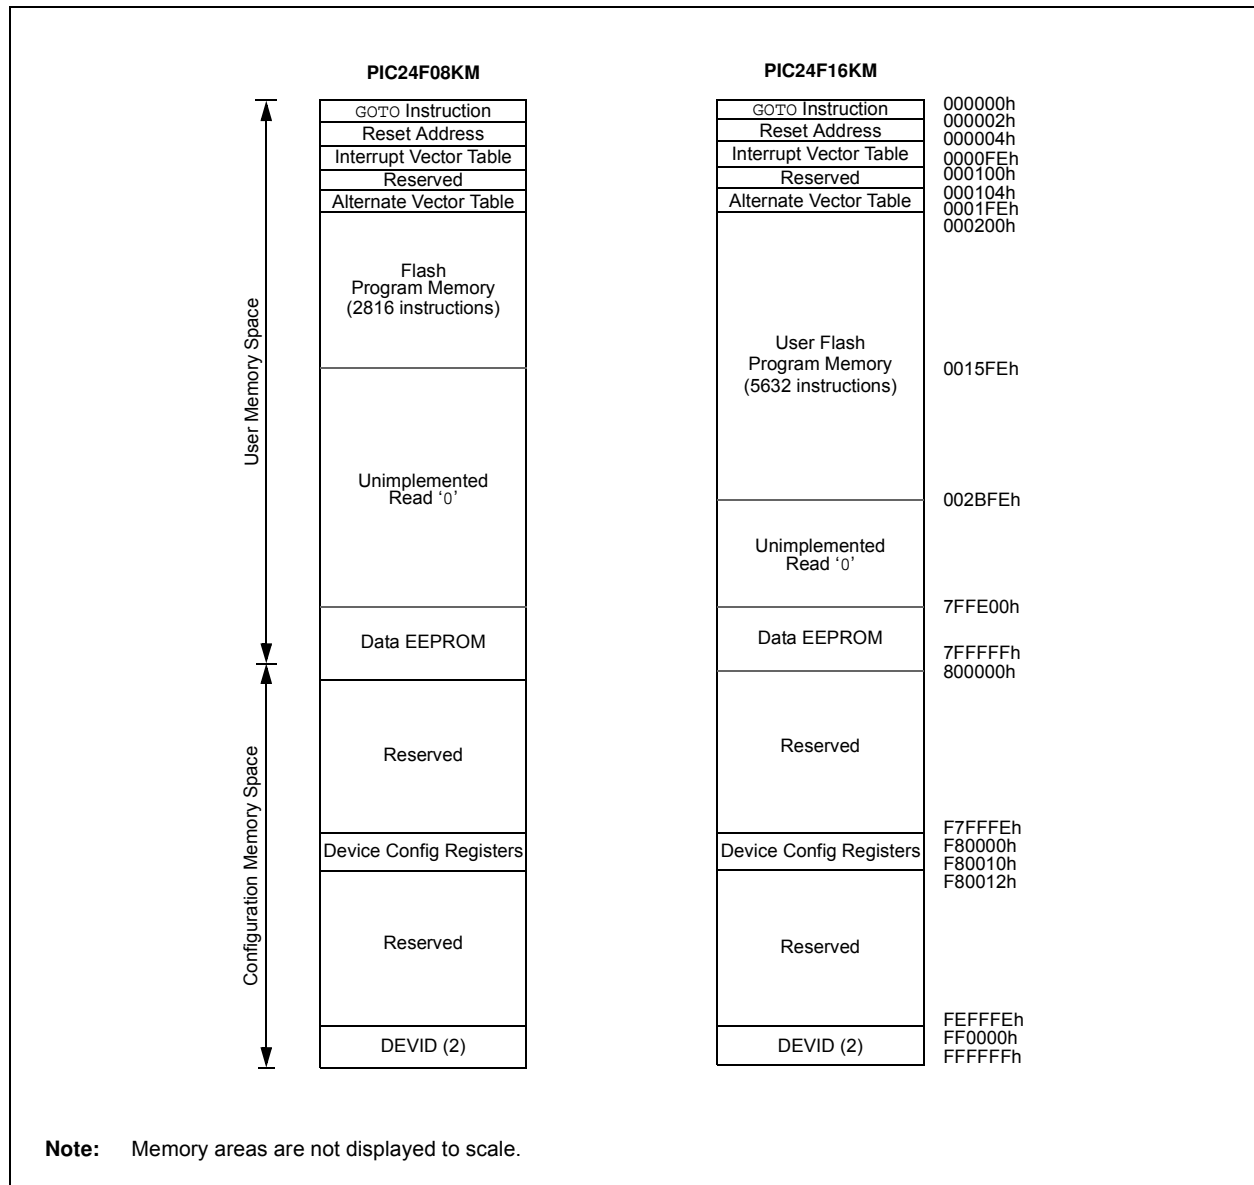 PIC24F08KM
GOTO Instruction
Reset Address
Interrupt Vector Table
Reserved
Alternate Vector Table
Flash
Program Memory
(2816 instructions)
Unimplemented
Read ‘0’
Data EEPROM
Reserved
Device Config Registers
Reserved
DEVID (2)
User Memory Space
Configuration Memory Space
PIC24F16KM
GOTO Instruction
Reset Address
Interrupt Vector Table
Reserved
Alternate Vector Table
User Flash
Program Memory
(5632 instructions)
Unimplemented
Read ‘0’
Data EEPROM
Reserved
Device Config Registers
Reserved
DEVID (2)
000000h
000002h
000004h
0000FEh
000100h
000104h
0001FEh
000200h
0015FEh
002BFEh
7FFE00h
7FFFFFh
800000h
F7FFFEh
F80000h
F80010h
F80012h
FEFFFEh
FF0000h
FFFFFFh
Note: Memory areas are not displayed to scale.